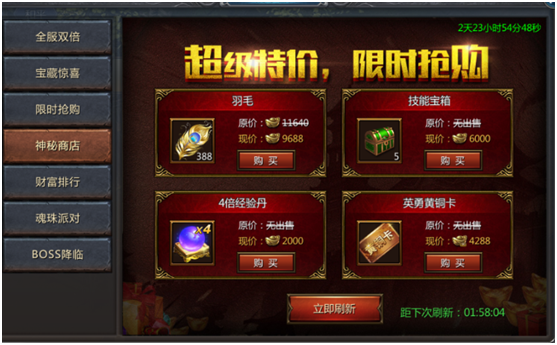 2天23小时54分48秒
全服双倍
宝藏惊喜
限时抢购
神秘商店
财富排行
魂珠派对
BOSS降临
超级特价，限时抢购
羽毛
388
原价：11640
现价：9688
购买
技能宝箱
5
原价：无出售
现价：6000
购买
4倍经验丹
x4
原价：无出售
现价：2000
购买
英勇黄铜卡
原价：无出售
现价：4288
购买
立即刷新
距下次刷新：01:58:04